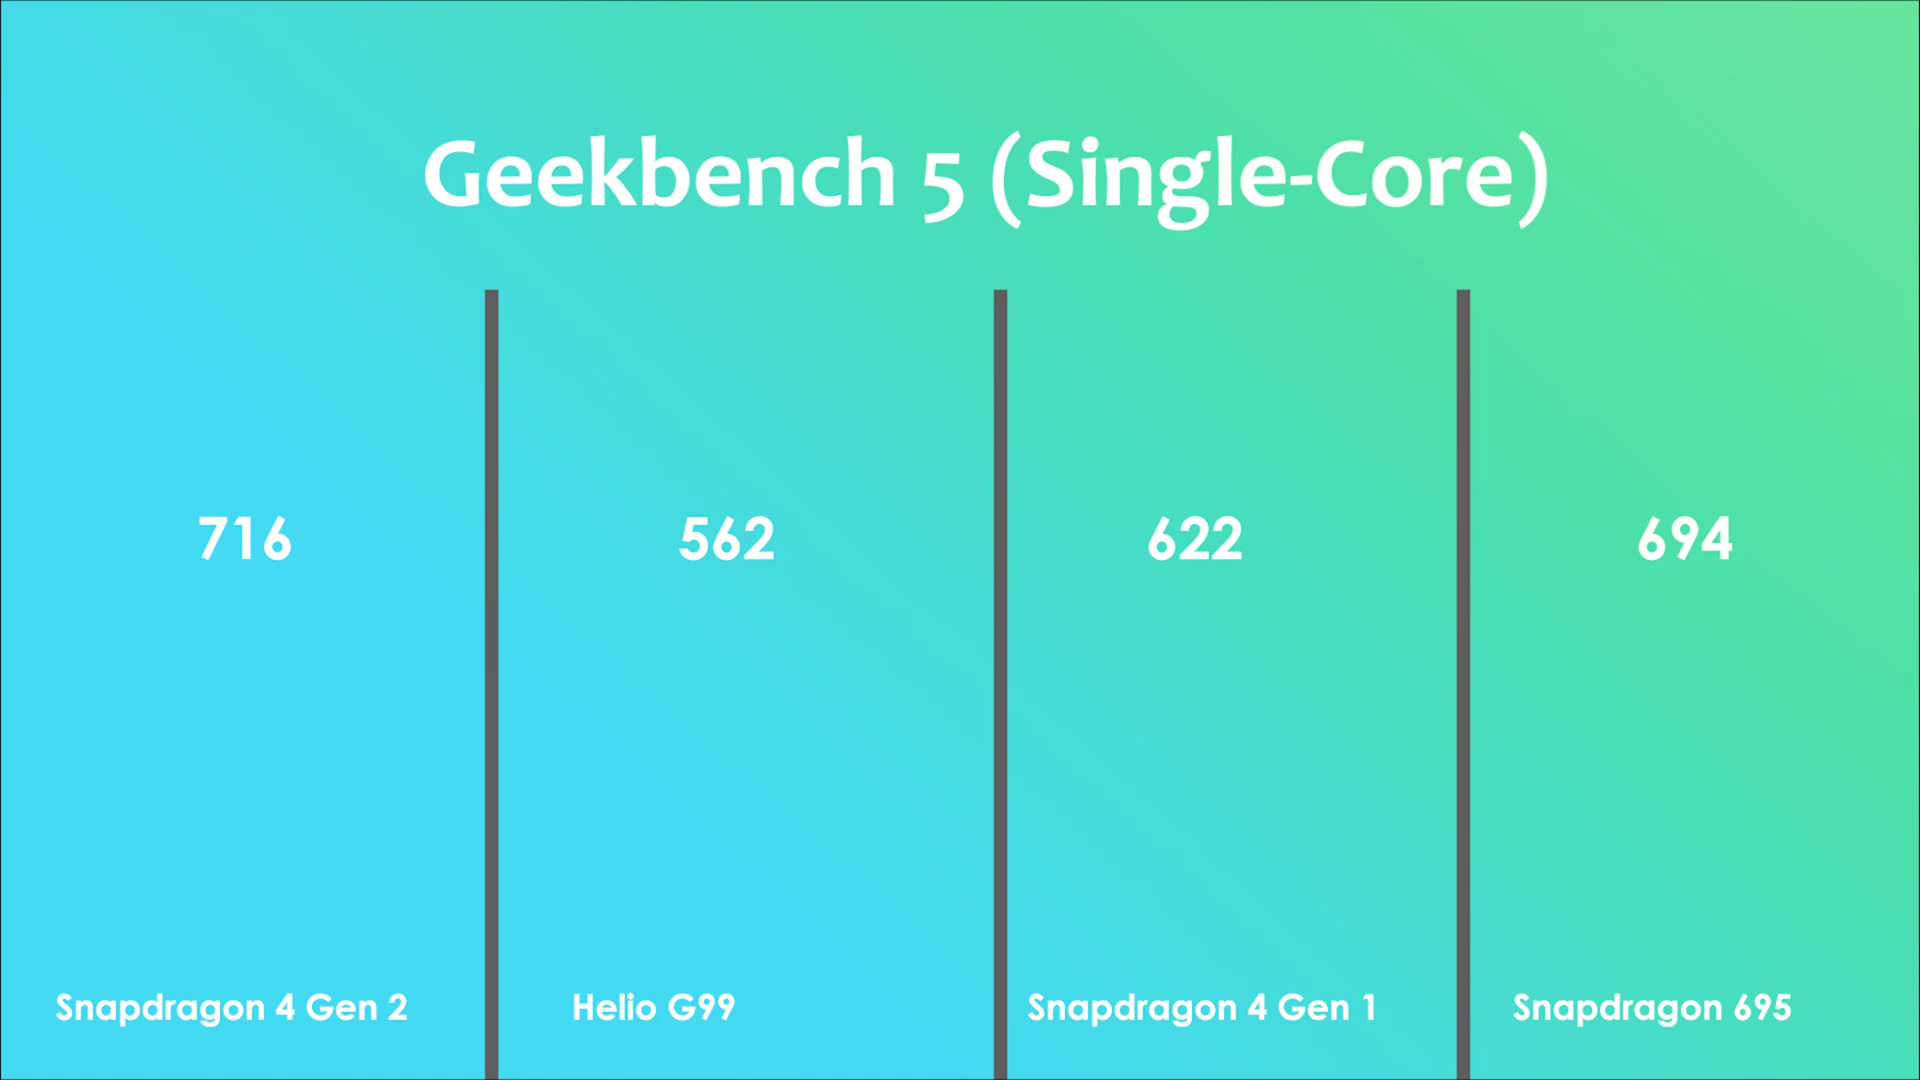 Geekbench 5 (Single-Core)
716
562
622
694
Snapdragon 4 Gen 2
Helio G99
Snapdragon 4 Gen 1
Snapdragon 695